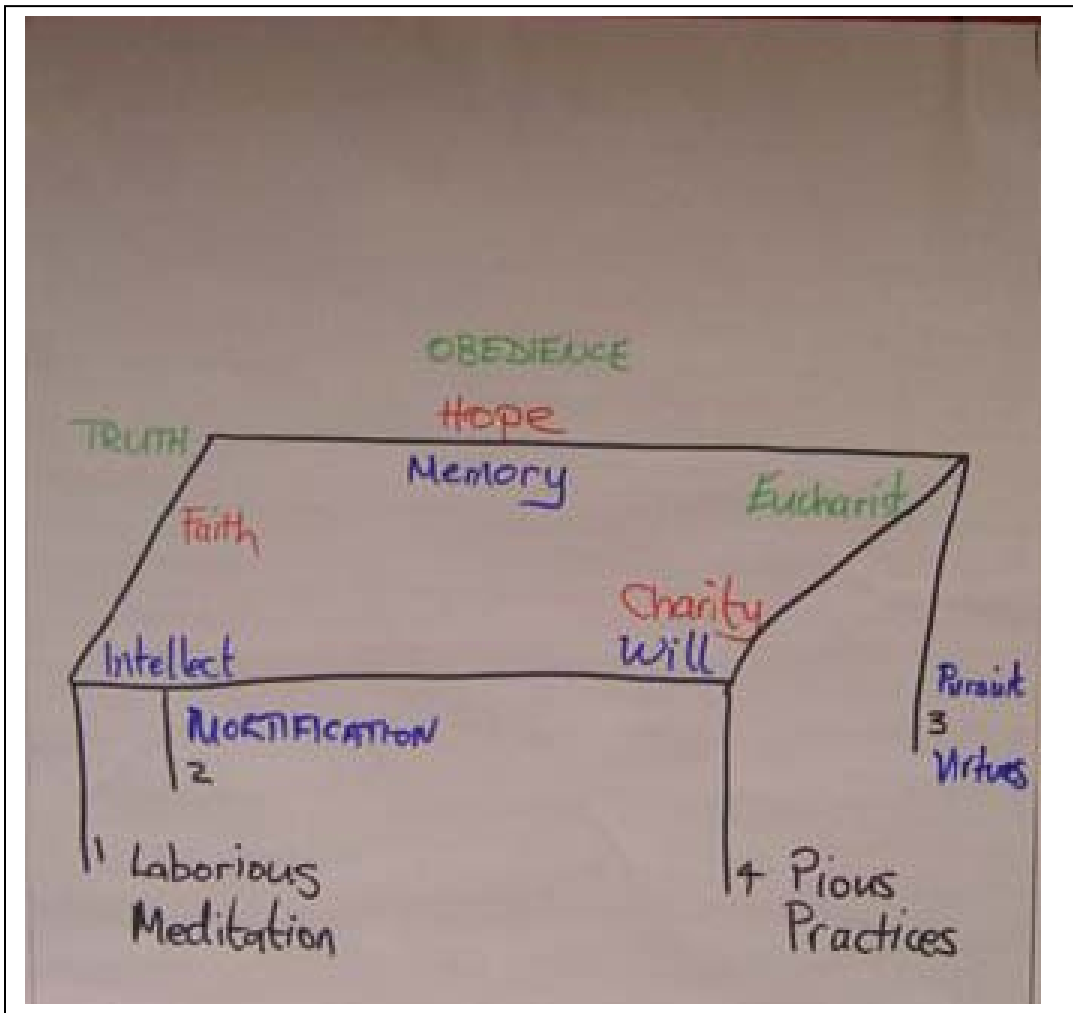 OBEDIENCE
Hope
TRUTH
Memory
Eucharist
Faith
Charity
Intellect
Will
MORTIFICATION
2
Pursuit
3
Virtues
1 Laborious
Meditation
4 Pious
Practices